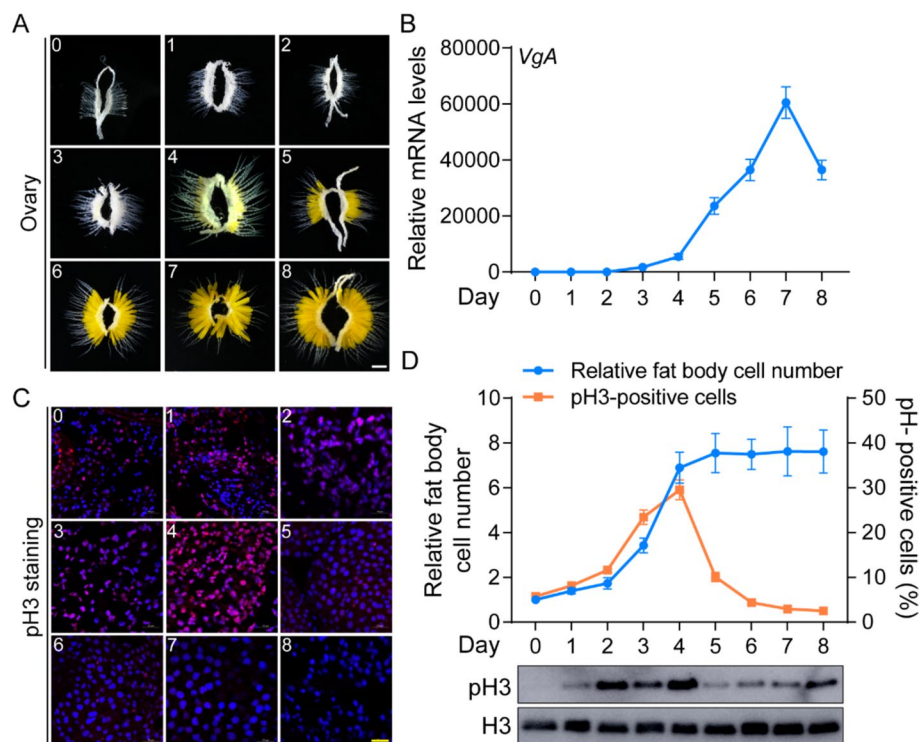 A
0
1
2
3
4
5
6
7
8
Ovary
B
VgA
Relative mRNA levels
80000
60000
40000
20000
0
Day 0 1 2 3 4 5 6 7 8
C
0
1
2
3
4
5
6
7
8
pH3 staining
D
Relative fat body cell number
pH3-positive cells
Relative fat body
cell number
10
8
6
4
2
0
pH- positive cells (%)
50
40
30
20
10
0
Day 0 1 2 3 4 5 6 7 8
pH3
H3